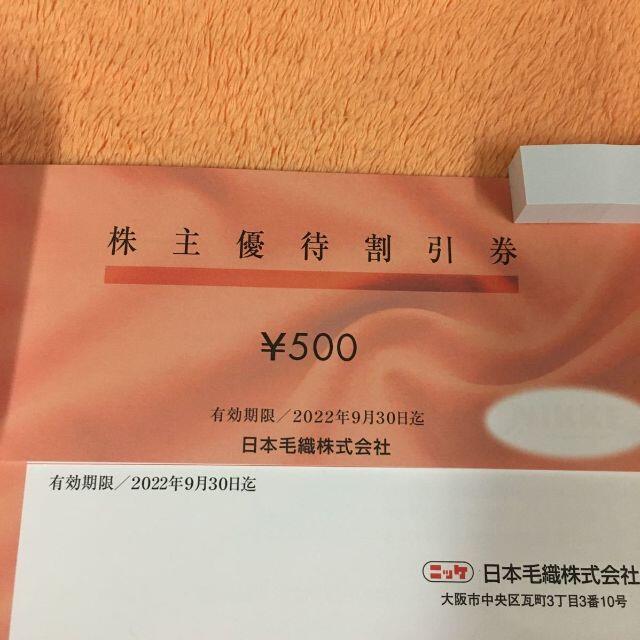 株主優待割引券
¥500
有効期限/2022年9月30日迄
日本毛織株式会社
有効期限/2022年9月30日迄
ニッケ 日本毛織株式会社
大阪市中央区瓦町3丁目3番10号